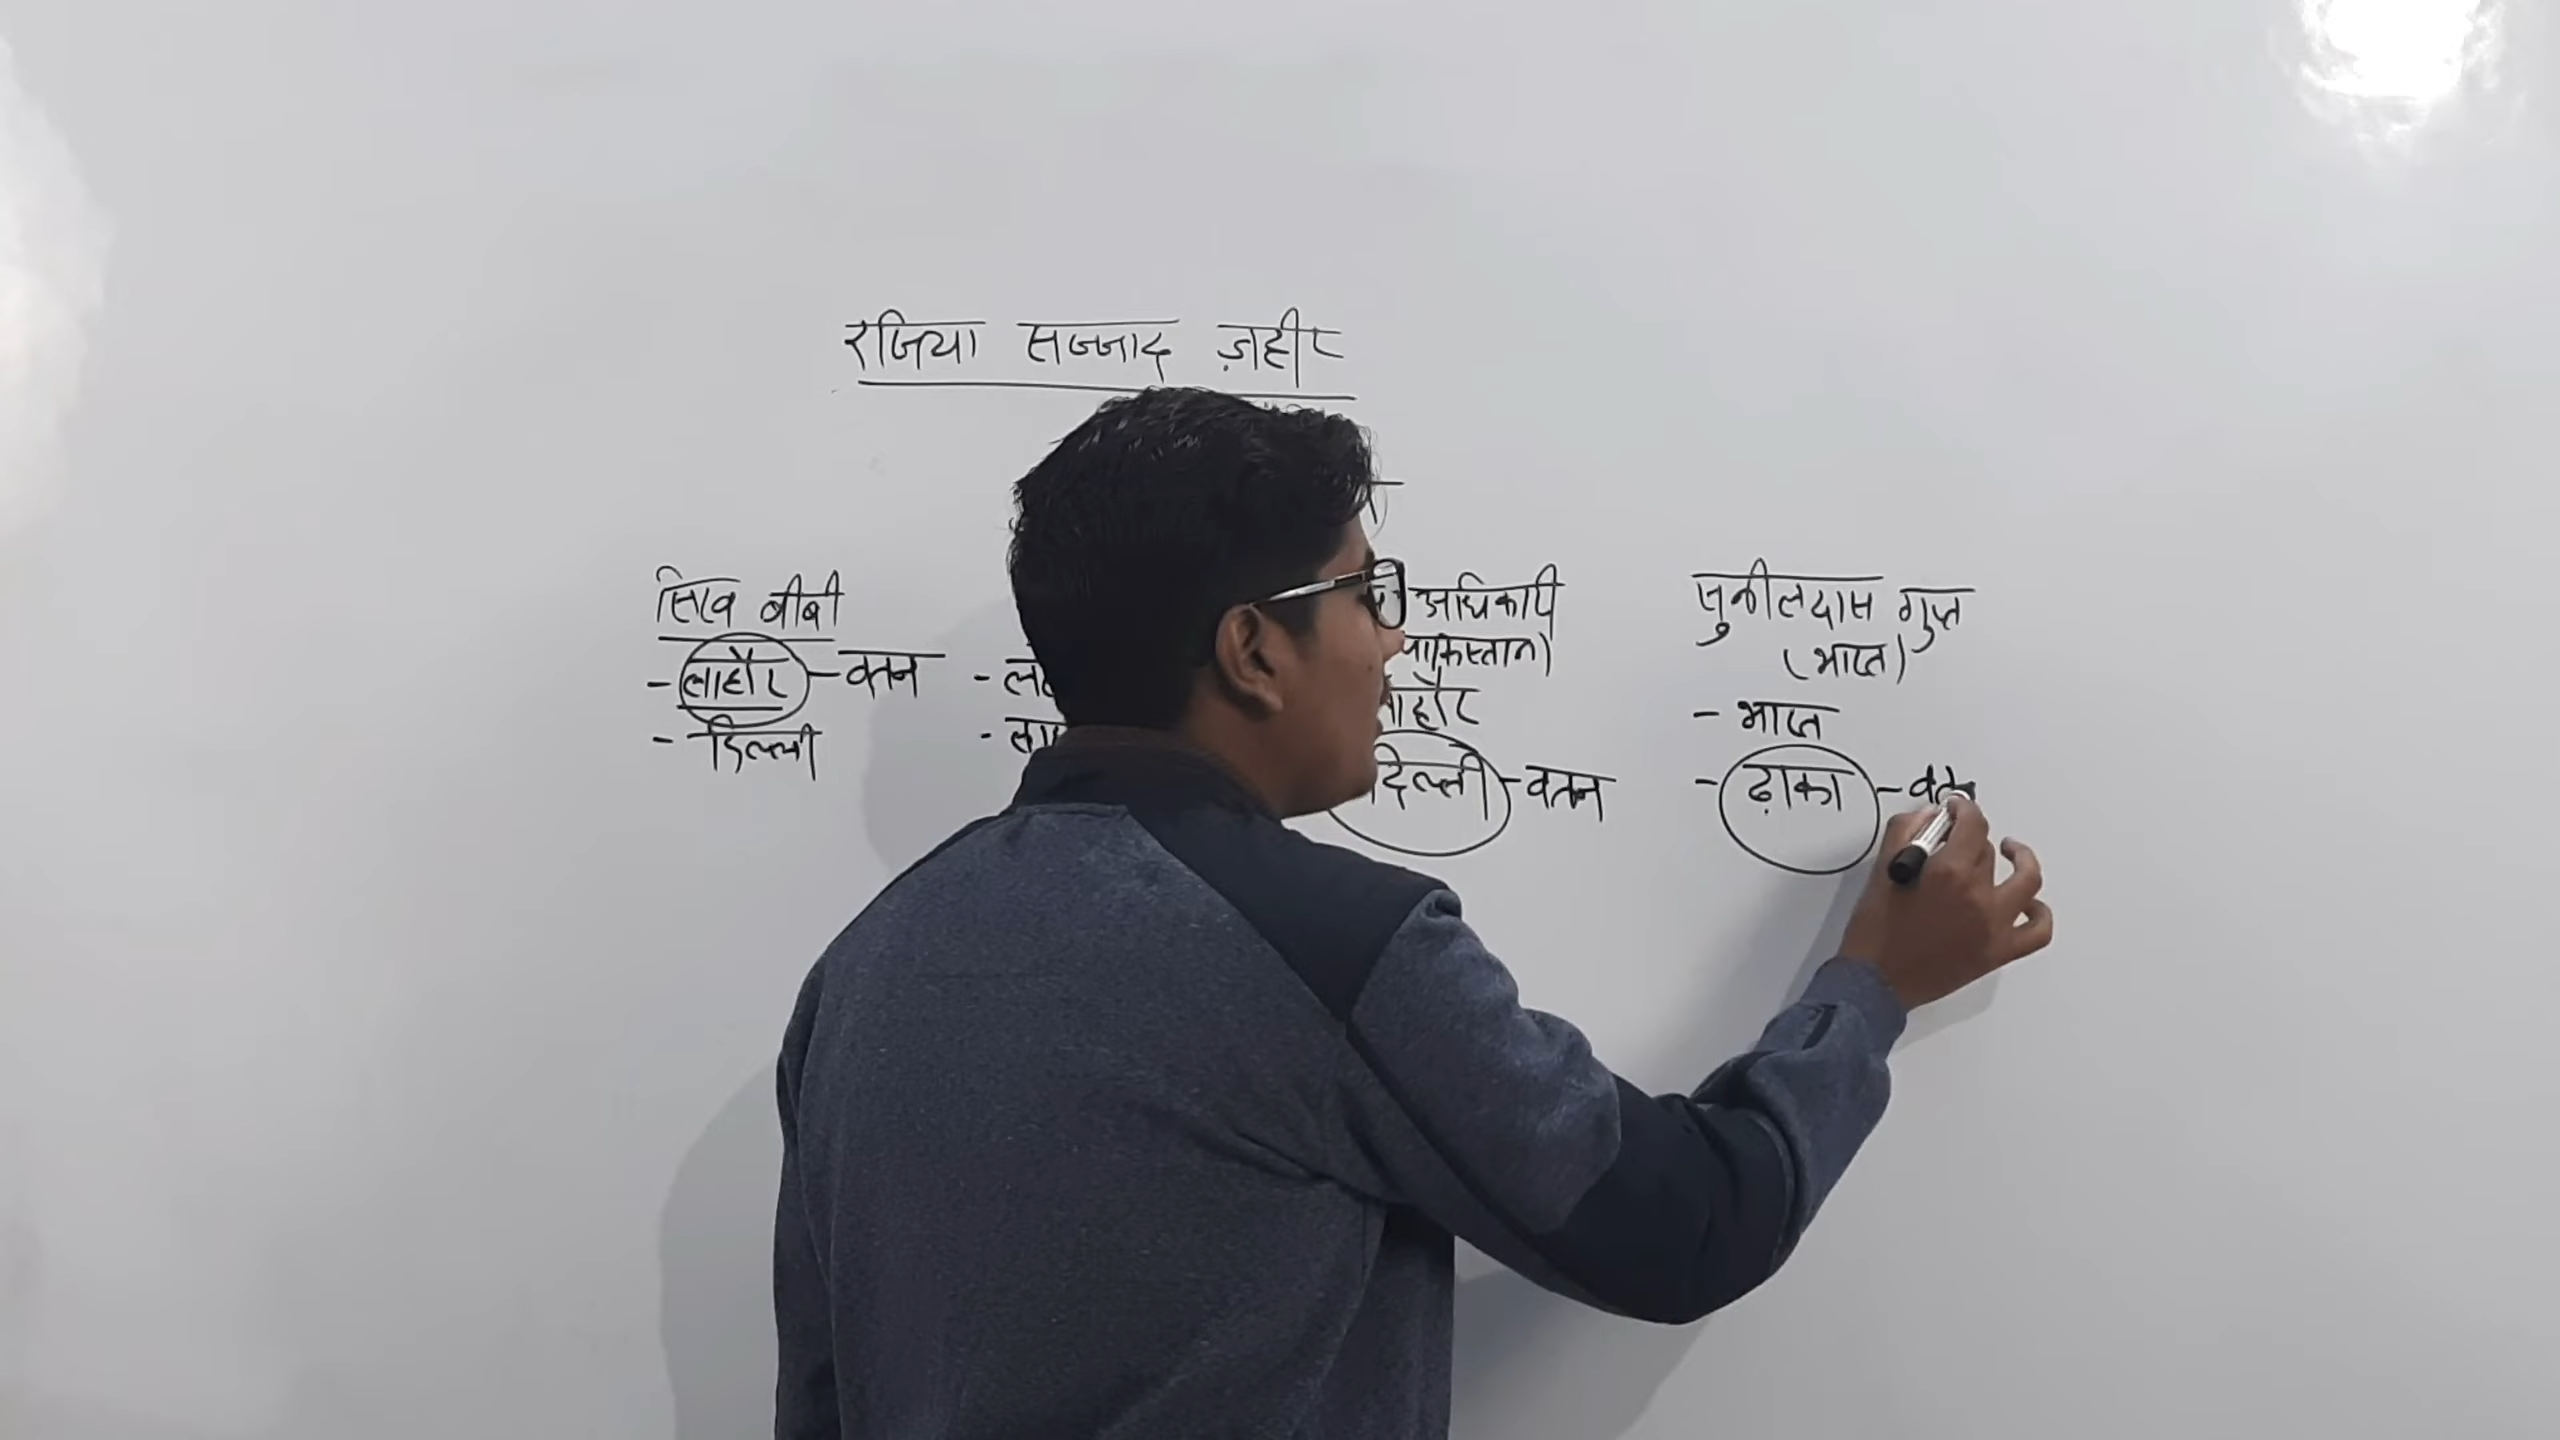 रजिया सज्जाद ज़हीर
सिख बीबी
- लाहौर - वतन
- दिल्ली
अधिकारी
लाहौर
दिल्ली - वतन
सुनीलदास गुप्त
(भारत)
- भारत
- ढ़ाका -